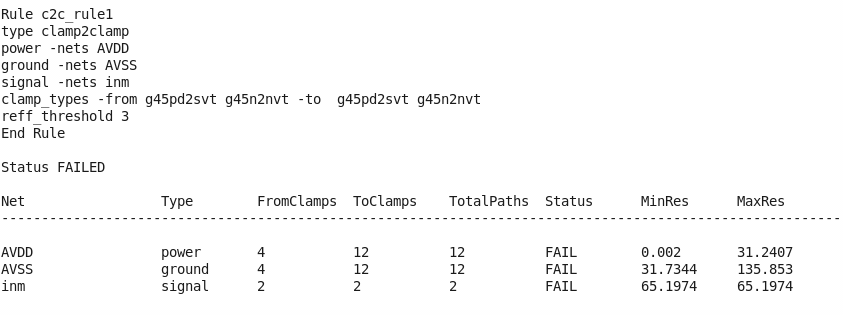 Rule c2c_rule1
type clamp2clamp
power -nets AVDD
ground -nets AVSS
signal -nets inm
clamp_types -from g45pd2svt g45n2nvt -to  g45pd2svt g45n2nvt
reff_threshold 3
End Rule
Status FAILED
Net Type FromClamps ToClamps TotalPaths Status MinRes MaxRes
---------------------------------------------------------------------------------------------------------
AVDD power 4 12 12 FAIL 0.002 31.2407
AVSS ground 4 12 12 FAIL 31.7344 135.853
inm signal 2 2 2 FAIL 65.1974 65.1974